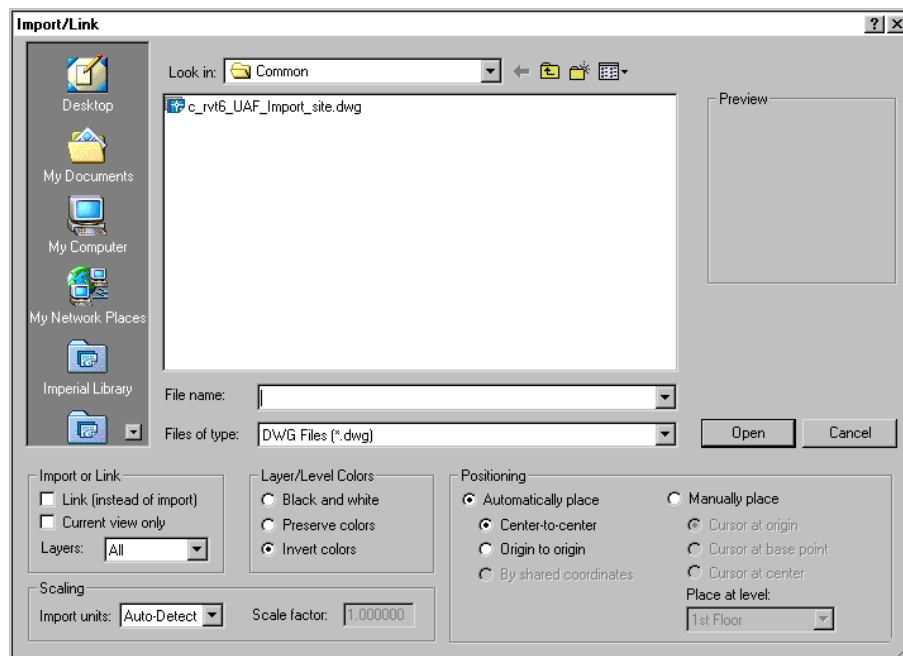 Import/Link
Look in: Common
Desktop
My Documents
My Computer
My Network Places
Imperial Library
c_rvt6_UAF_Import_site.dwg
Preview
File name:
Files of type: DWG Files (*.dwg)
Open
Cancel
Import or Link
Link (instead of import)
Current view only
Layers: All
Layer/Level Colors
Black and white
Preserve colors
Invert colors
Positioning
Automatically place
Center-to-center
Origin to origin
By shared coordinates
Manually place
Cursor at origin
Cursor at base point
Cursor at center
Place at level:
1st Floor
Scaling
Import units: Auto-Detect
Scale factor: 1.000000